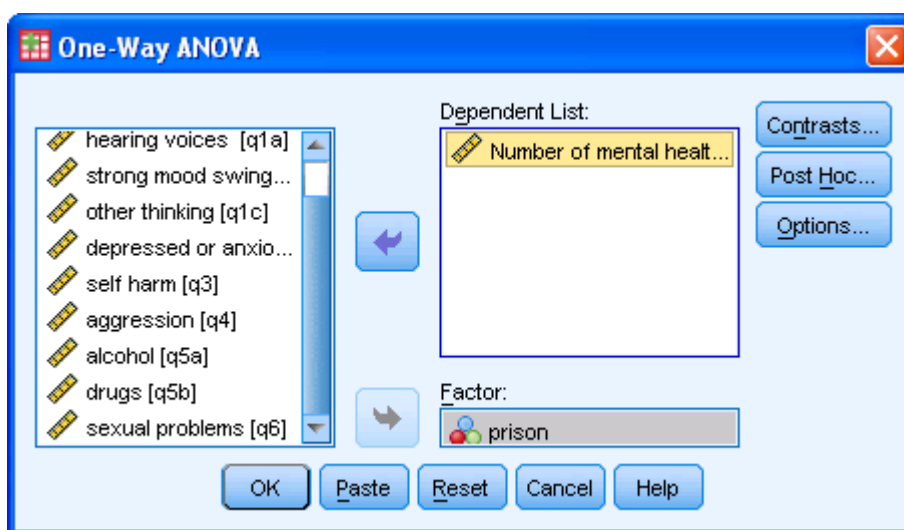 One-Way ANOVA
hearing voices [q1a]
strong mood swing...
other thinking [q1c]
depressed or anxio...
self harm [q3]
aggression [q4]
alcohol [q5a]
drugs [q5b]
sexual problems [q6]
Dependent List:
Number of mental healt...
Factor:
prison
Contrasts...
Post Hoc...
Options...
OK
Paste
Reset
Cancel
Help